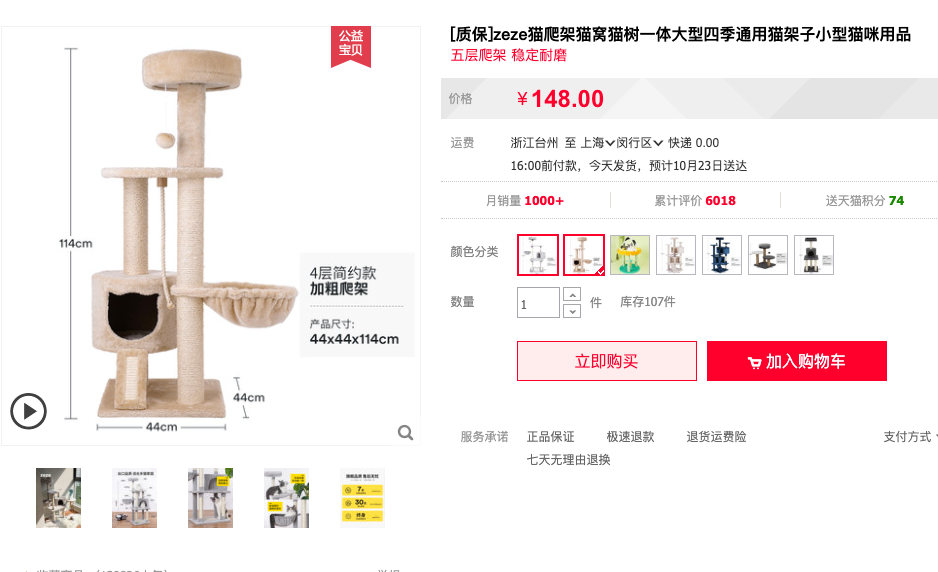 公益
宝贝
114cm
4层简约款
加粗爬架
产品尺寸:
44x44x114cm
44cm
44cm
[质保]zeze猫爬架猫窝猫树一体大型四季通用猫架子小型猫咪用品
五层爬架 稳定耐磨
价格 ¥148.00
运费 浙江台州 至 上海 闵行区 快递 0.00
16:00前付款，今天发货，预计10月23日送达
月销量 1000+ 累计评价 6018 送天猫积分 74
颜色分类
数量 1 件 库存107件
立即购买 加入购物车
服务承诺 正品保证 极速退款 退货运费险 支付方式
七天无理由退换
7天
30天